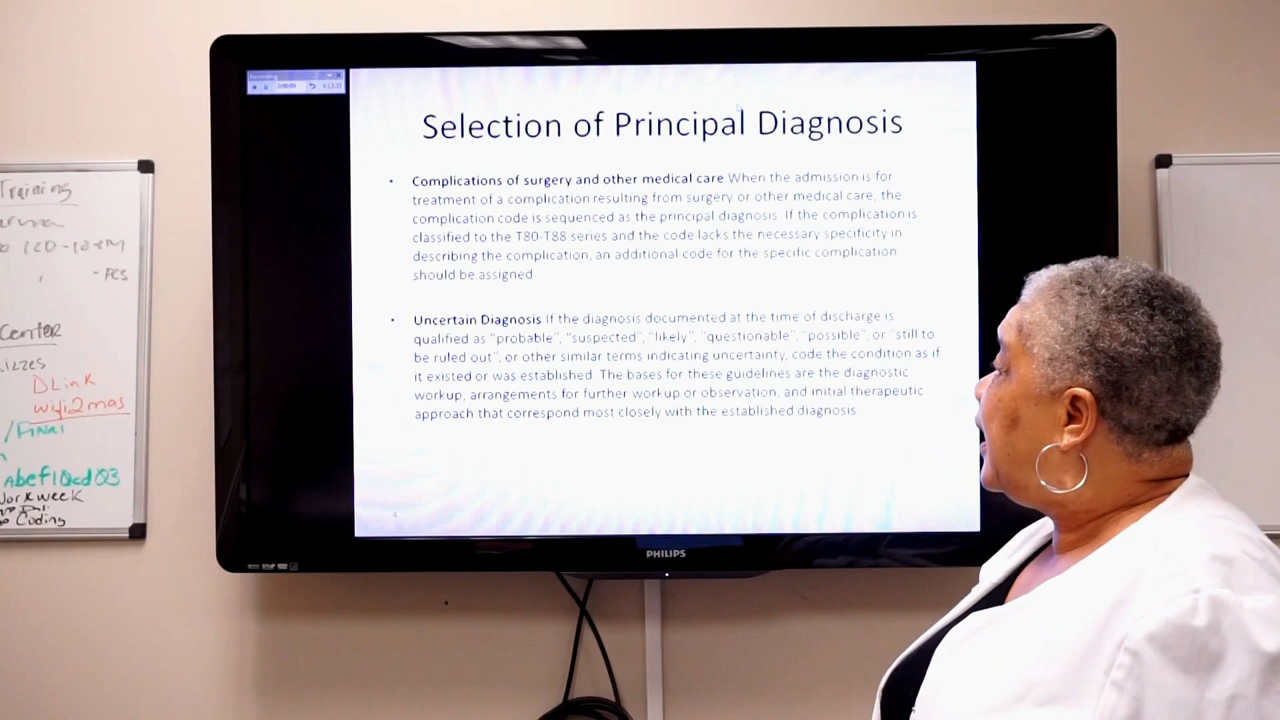 Selection of Principal Diagnosis
• Complications of surgery and other medical care When the admission is for
treatment of a complication resulting from surgery or other medical care, the
complication code is sequenced as the principal diagnosis. If the complication is
classified to the T80-T88 series and the code lacks the necessary specificity in
describing the complication, an additional code for the specific complication
should be assigned
• Uncertain Diagnosis If the diagnosis documented at the time of discharge is
qualified as “probable”, “suspected”, “likely”, “questionable”, “possible”, or “still to
be ruled out”, or other similar terms indicating uncertainty, code the condition as if
it existed or was established. The bases for these guidelines are the diagnostic
workup, arrangements for further workup or observation, and initial therapeutic
approach that correspond most closely with the established diagnosis
4
PHILIPS
Training
Center
DLink
wifi2mas
/FINAL
Abef10cd03
workweek
Coding